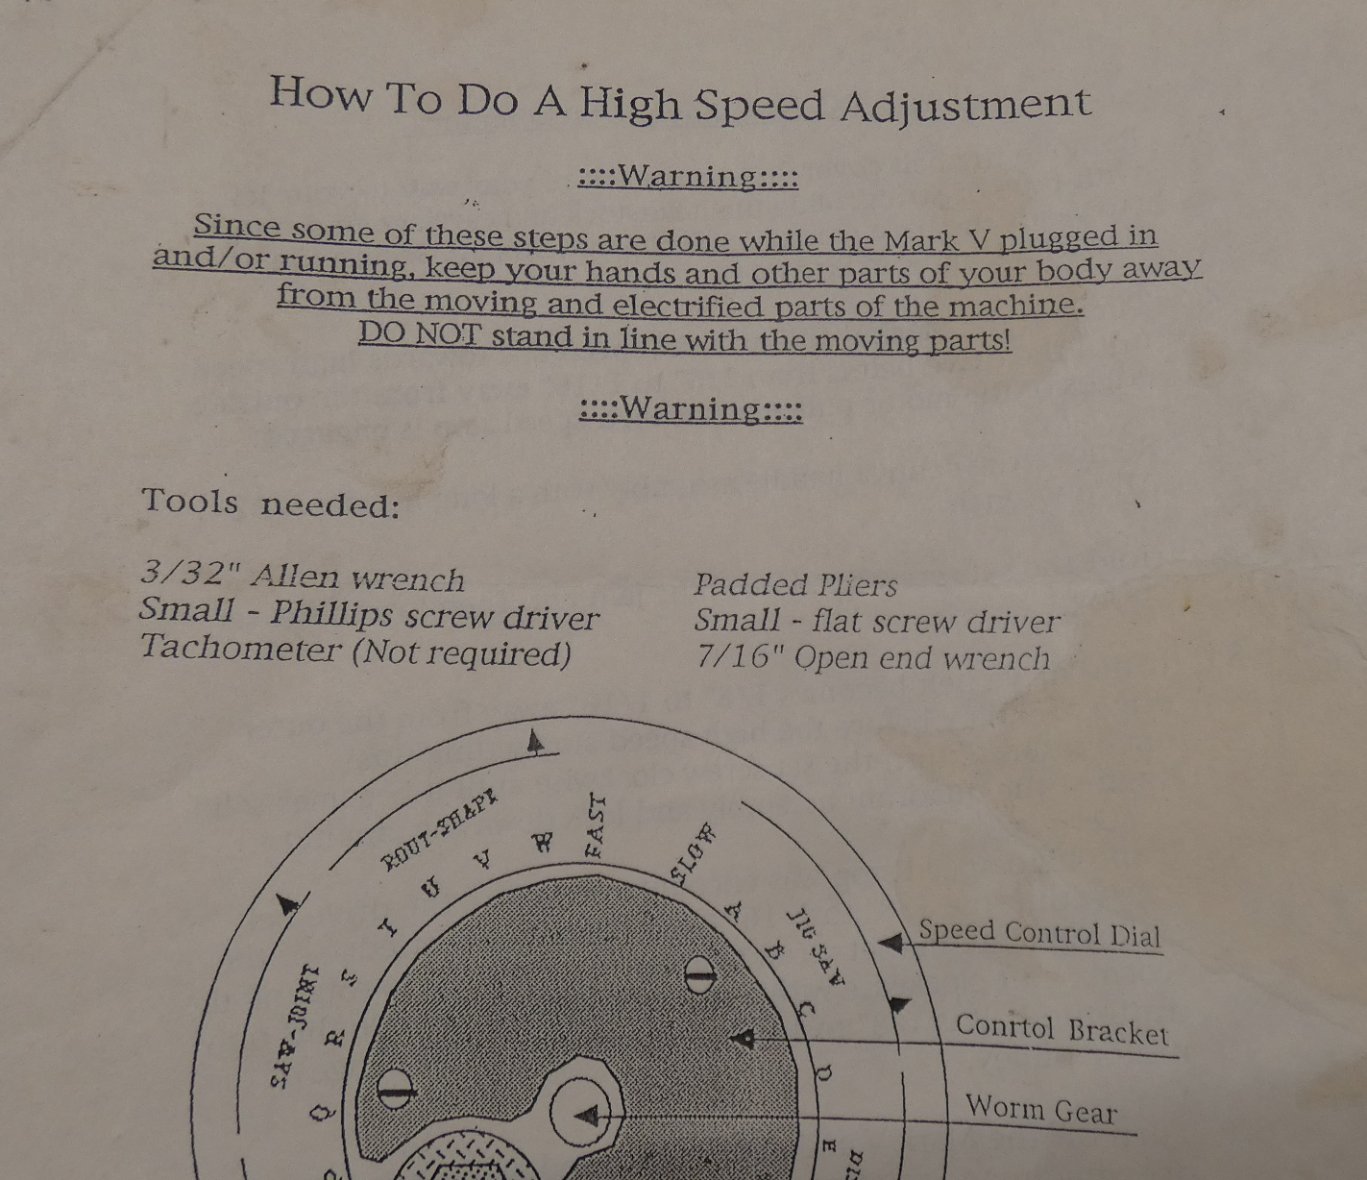 How To Do A High Speed Adjustment
::::Warning::::
Since some of these steps are done while the Mark V plugged in
and/or running, keep your hands and other parts of your body away
from the moving and electrified parts of the machine.
DO NOT stand in line with the moving parts!
::::Warning::::
Tools needed:
3/32" Allen wrench
Small - Phillips screw driver
Tachometer (Not required)
Padded Pliers
Small - flat screw driver
7/16" Open end wrench
ROUT-SHAPE
FAST
SLOW
JIG SAW
SAW-JOINT
Q R S T U V W
A B C D E
Speed Control Dial
Conrtol Bracket
Worm Gear